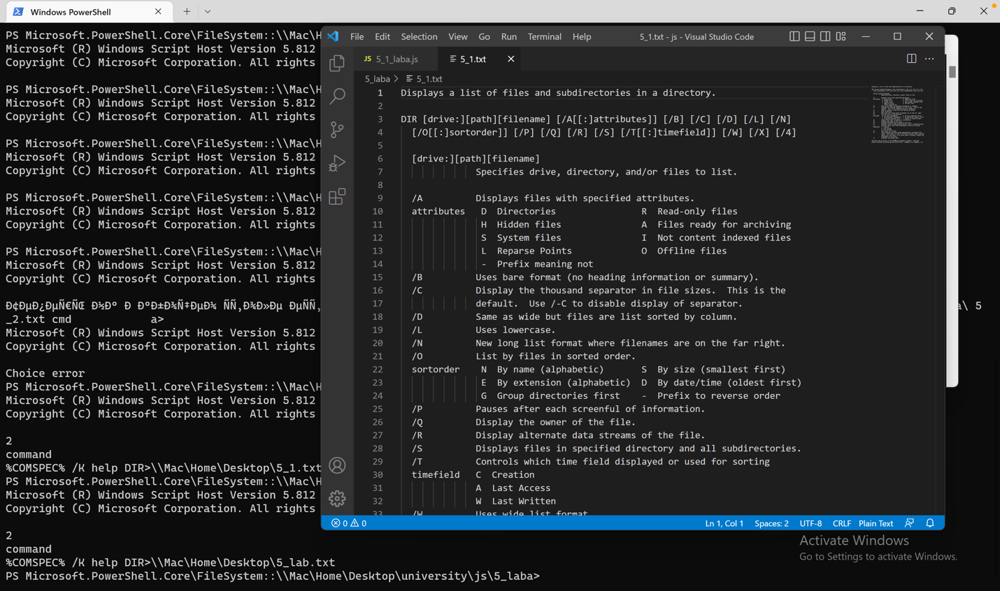 Windows PowerShell
PS Microsoft.PowerShell.Core\FileSystem::\\Mac\H
Microsoft (R) Windows Script Host Version 5.812
Copyright (C) Microsoft Corporation. All rights
PS Microsoft.PowerShell.Core\FileSystem::\\Mac\H
Microsoft (R) Windows Script Host Version 5.812
Copyright (C) Microsoft Corporation. All rights
PS Microsoft.PowerShell.Core\FileSystem::\\Mac\H
Microsoft (R) Windows Script Host Version 5.812
Copyright (C) Microsoft Corporation. All rights
PS Microsoft.PowerShell.Core\FileSystem::\\Mac\H
Microsoft (R) Windows Script Host Version 5.812
Copyright (C) Microsoft Corporation. All rights
PS Microsoft.PowerShell.Core\FileSystem::\\Mac\H
Microsoft (R) Windows Script Host Version 5.812
Copyright (C) Microsoft Corporation. All rights
a\ 5
_2.txt cmd a>
Microsoft (R) Windows Script Host Version 5.812
Copyright (C) Microsoft Corporation. All rights
Choice error
PS Microsoft.PowerShell.Core\FileSystem::\\Mac\H
Microsoft (R) Windows Script Host Version 5.812
Copyright (C) Microsoft Corporation. All rights
2
command
%COMSPEC% /K help DIR>\\Mac\Home\Desktop\5_1.txt
PS Microsoft.PowerShell.Core\FileSystem::\\Mac\H
Microsoft (R) Windows Script Host Version 5.812
Copyright (C) Microsoft Corporation. All rights
2
command
%COMSPEC% /K help DIR>\\Mac\Home\Desktop\5_lab.txt
PS Microsoft.PowerShell.Core\FileSystem::\\Mac\Home\Desktop\university\js\5_laba>
File Edit Selection View Go Run Terminal Help 5_1.txt - js - Visual Studio Code
JS 5_1_laba.js 5_1.txt
5_laba > 5_1.txt
1 Displays a list of files and subdirectories in a directory.
2
3 DIR [drive:][path][filename] [/A[[:]attributes]] [/B] [/C] [/D] [/L] [/N]
4 [/O[[:]sortorder]] [/P] [/Q] [/R] [/S] [/T[[:]timefield]] [/W] [/X] [/4]
5
6 [drive:][path][filename]
7 Specifies drive, directory, and/or files to list.
8
9 /A Displays files with specified attributes.
10 attributes D Directories R Read-only files
11 H Hidden files A Files ready for archiving
12 S System files I Not content indexed files
13 L Reparse Points O Offline files
14 - Prefix meaning not
15 /B Uses bare format (no heading information or summary).
16 /C Display the thousand separator in file sizes. This is the
17 default. Use /-C to disable display of separator.
18 /D Same as wide but files are list sorted by column.
19 /L Uses lowercase.
20 /N New long list format where filenames are on the far right.
21 /O List by files in sorted order.
22 sortorder N By name (alphabetic) S By size (smallest first)
23 E By extension (alphabetic) D By date/time (oldest first)
24 G Group directories first - Prefix to reverse order
25 /P Pauses after each screenful of information.
26 /Q Display the owner of the file.
27 /R Display alternate data streams of the file.
28 /S Displays files in specified directory and all subdirectories.
29 /T Controls which time field displayed or used for sorting
30 timefield C Creation
31 A Last Access
32 W Last Written
33 /W Uses wide list format
0 0 Ln 1, Col 1 Spaces: 2 UTF-8 CRLF Plain Text
Activate Windows
Go to Settings to activate Windows.